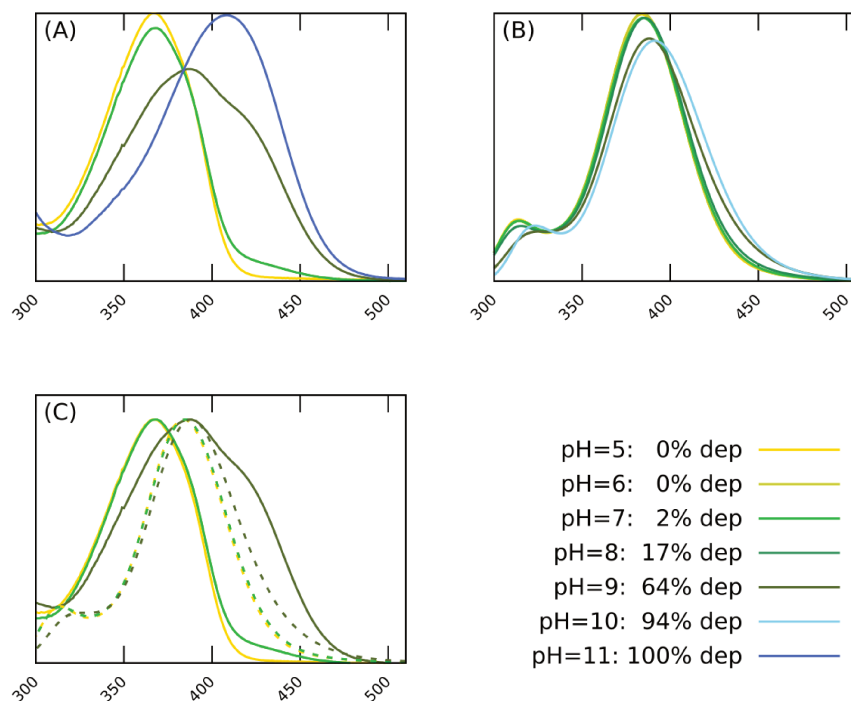 (A)
(B)
300 350 400 450 500
300 350 400 450 500
(C)
300 350 400 450 500
pH=5: 0% dep
pH=6: 0% dep
pH=7: 2% dep
pH=8: 17% dep
pH=9: 64% dep
pH=10: 94% dep
pH=11: 100% dep